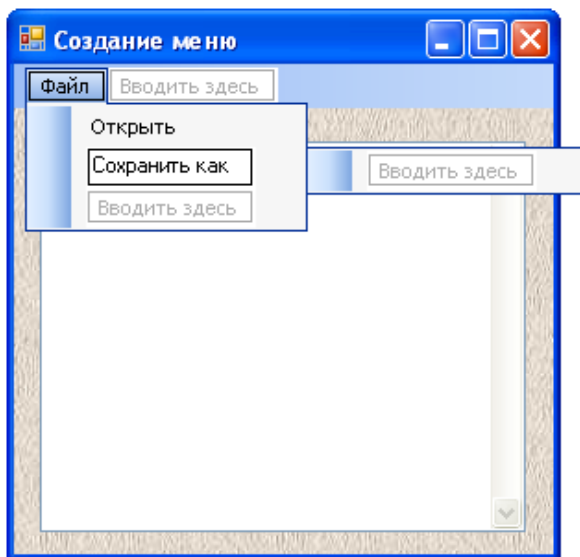 Создание меню
Файл Вводить здесь
Открыть
Сохранить как Вводить здесь
Вводить здесь